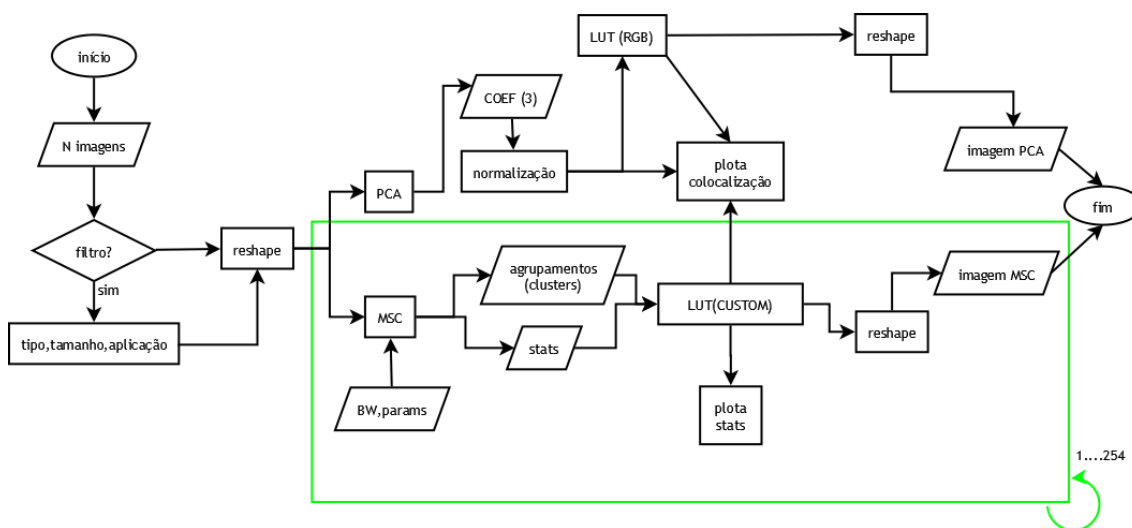 início
N imagens
filtro?
sim
tipo,tamanho,aplicação
reshape
PCA
COEF (3)
normalização
LUT (RGB)
plota
colocalização
reshape
imagem PCA
fim
MSC
BW,params
agrupamentos
(clusters)
stats
LUT(CUSTOM)
plota
stats
reshape
imagem MSC
1....254